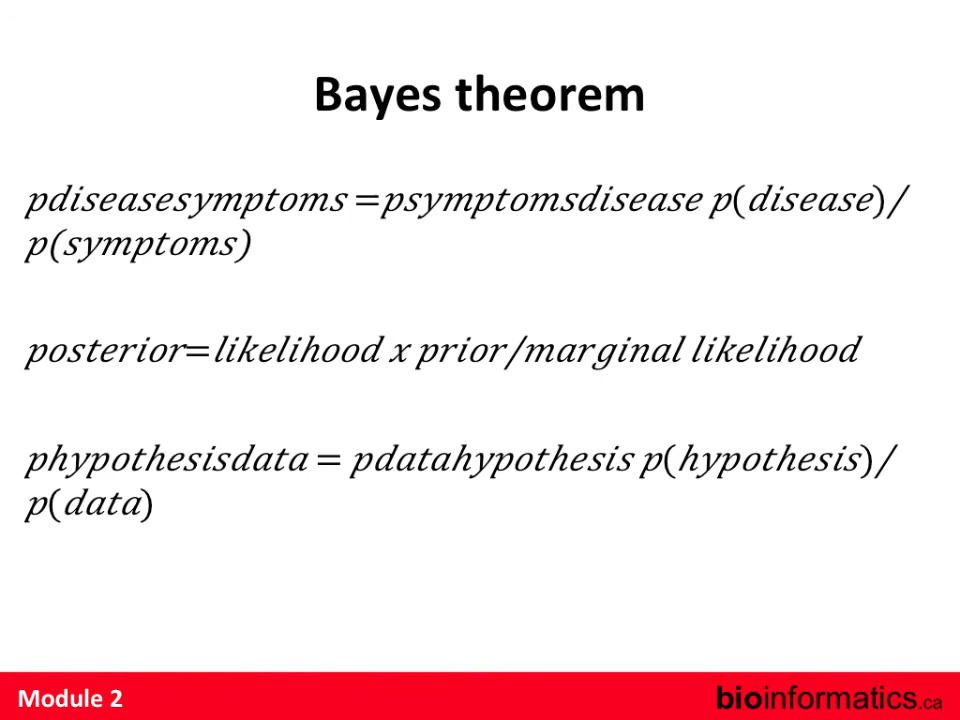 Bayes theorem
pdiseasesymptoms =psymptomsdisease p(disease)/
p(symptoms)
posterior=likelihood x prior/marginal likelihood
phypothesisdata = pdatahypothesis p(hypothesis)/
p(data)
Module 2
bioinformatics.ca